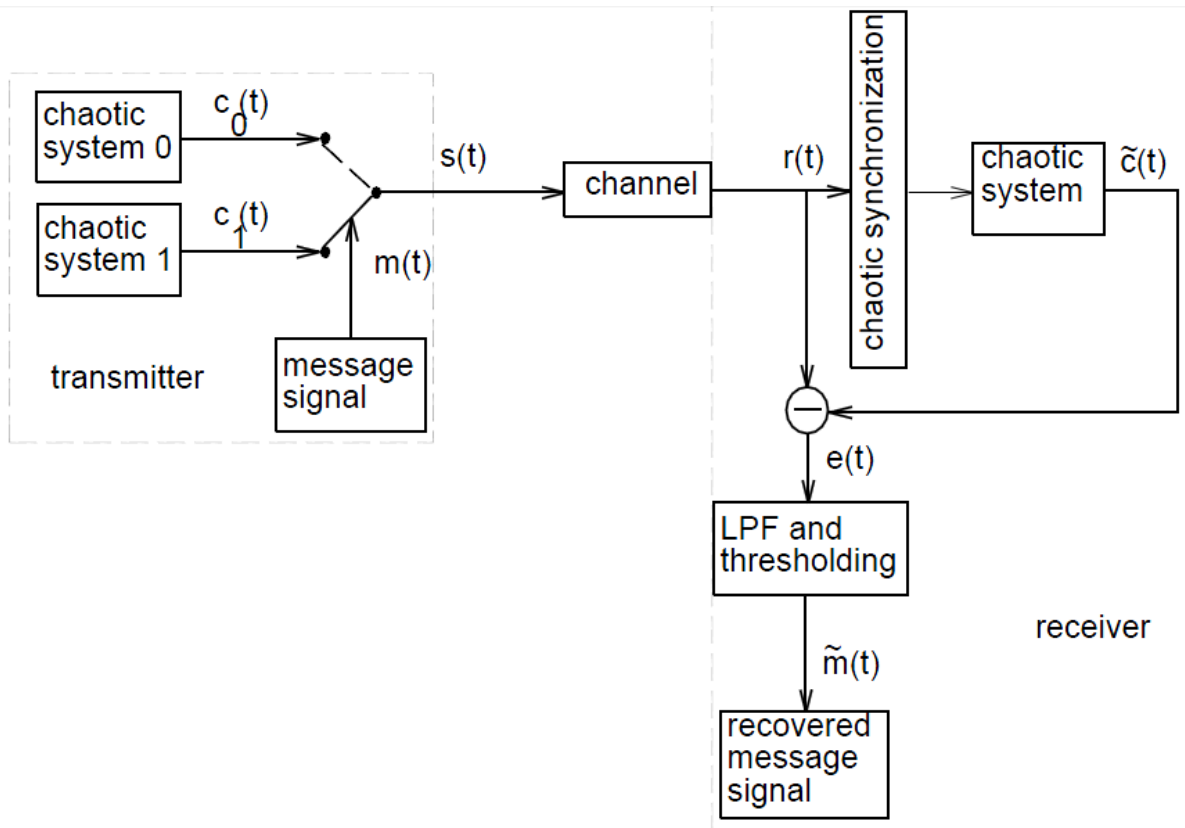 chaotic
system 0
c₀(t)
chaotic
system 1
c₁(t)
m(t)
message
signal
transmitter
s(t)
channel
r(t)
chaotic synchronization
chaotic
system
c̃(t)
—
e(t)
LPF and
thresholding
m̃(t)
recovered
message
signal
receiver